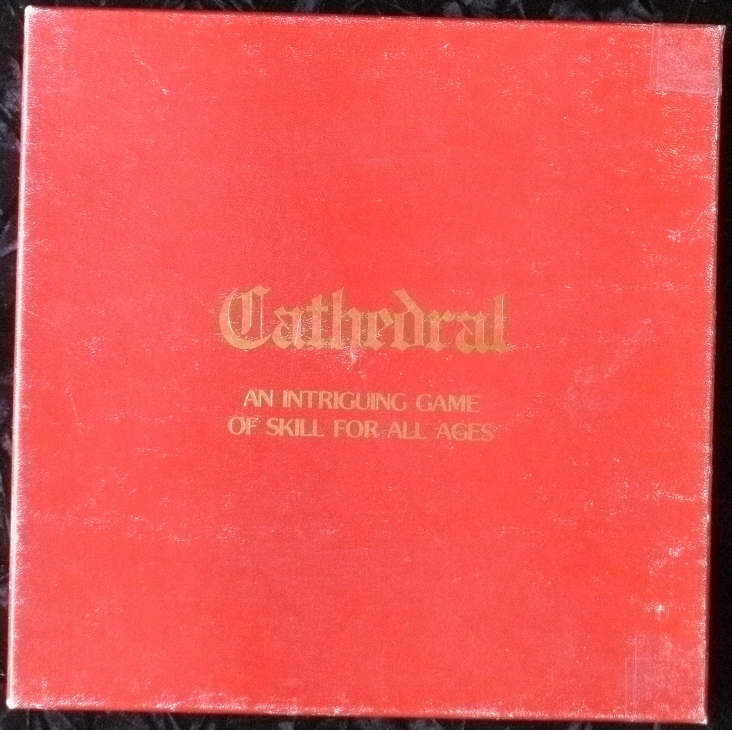 Cathedral
AN INTRIGUING GAME
OF SKILL FOR ALL AGES